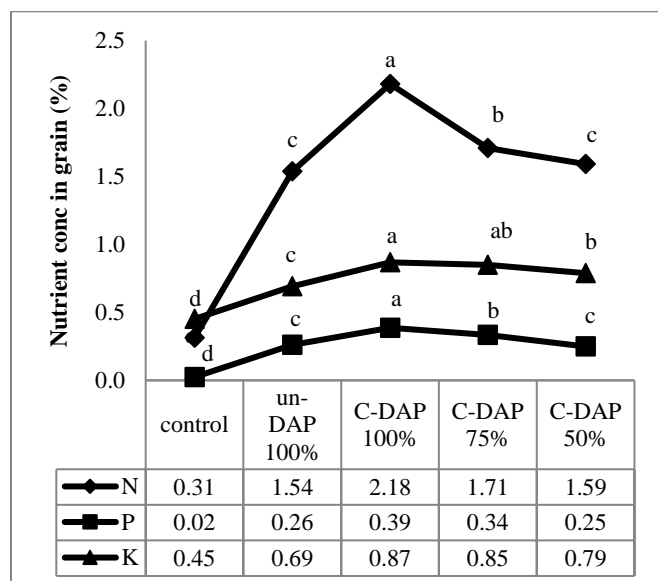 Nutrient conc in grain (%)
2.5
2.0
1.5
1.0
0.5
0.0
a
b
c
c
a
ab
b
c
d
a
b
c
c
d
control
un-
DAP
100%
C-DAP
100%
C-DAP
75%
C-DAP
50%
N 0.31 1.54 2.18 1.71 1.59
P 0.02 0.26 0.39 0.34 0.25
K 0.45 0.69 0.87 0.85 0.79